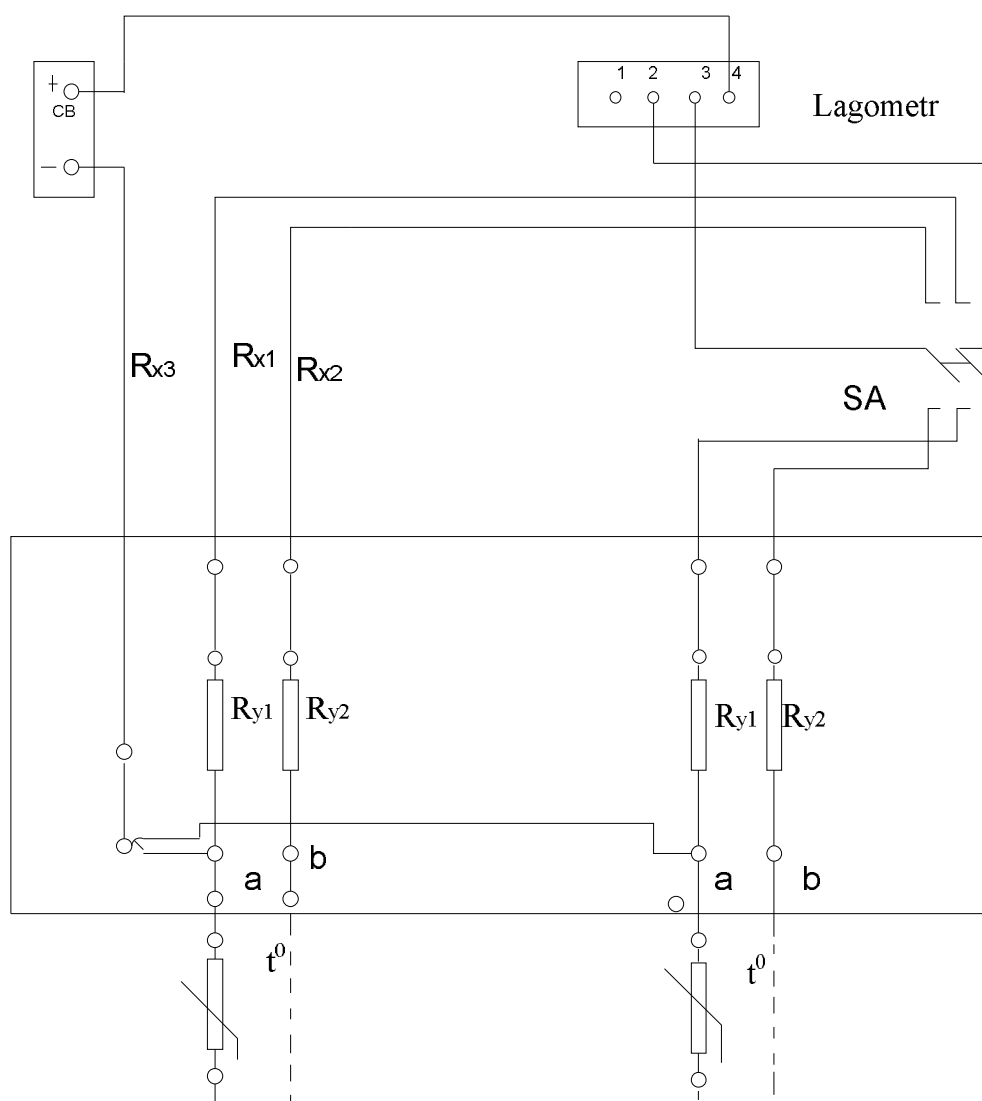 1 2 3 4
+
CB
—
Lagometr
Rx3
Rx1
Rx2
SA
Ry1
Ry2
Ry1
Ry2
a
b
a
b
t⁰
t⁰